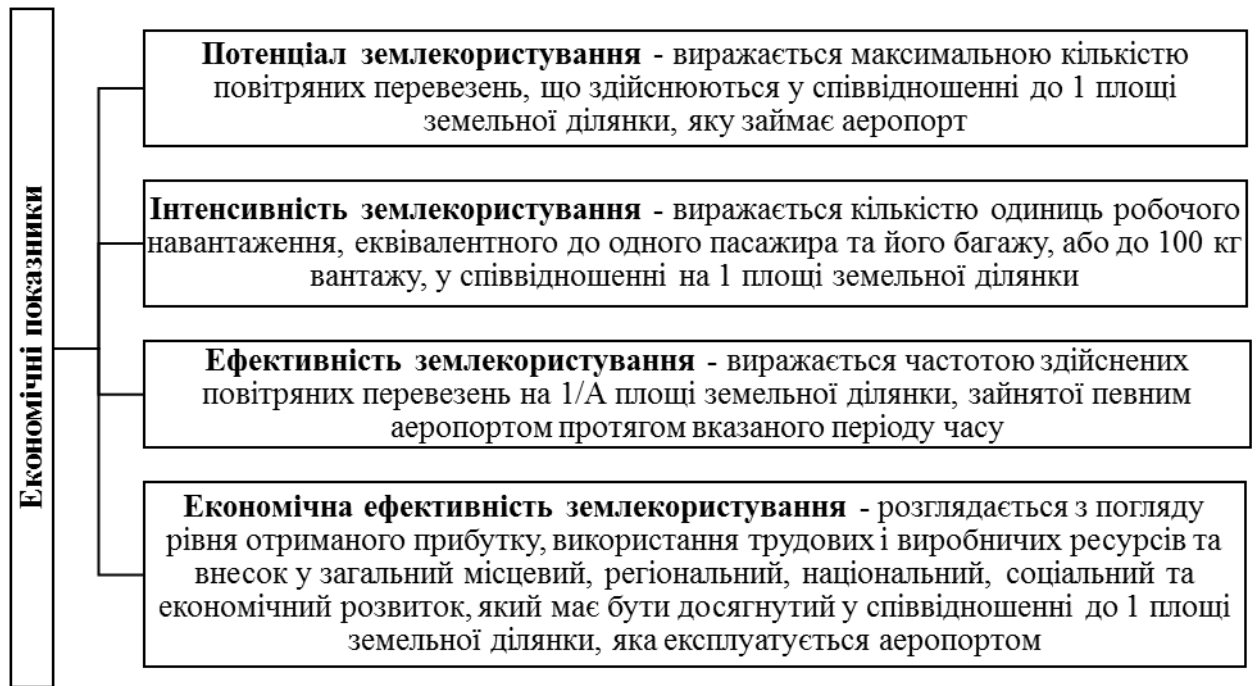 Економічні показники
Потенціал землекористування - виражається максимальною кількістю
повітряних перевезень, що здійснюються у співвідношенні до 1 площі
земельної ділянки, яку займає аеропорт
Інтенсивність землекористування - виражається кількістю одиниць робочого
навантаження, еквівалентного до одного пасажира та його багажу, або до 100 кг
вантажу, у співвідношенні на 1 площі земельної ділянки
Ефективність землекористування - виражається частотою здійснених
повітряних перевезень на 1/А площі земельної ділянки, зайнятої певним
аеропортом протягом вказаного періоду часу
Економічна ефективність землекористування - розглядається з погляду
рівня отриманого прибутку, використання трудових і виробничих ресурсів та
внесок у загальний місцевий, регіональний, національний, соціальний та
економічний розвиток, який має бути досягнутий у співвідношенні до 1 площі
земельної ділянки, яка експлуатується аеропортом